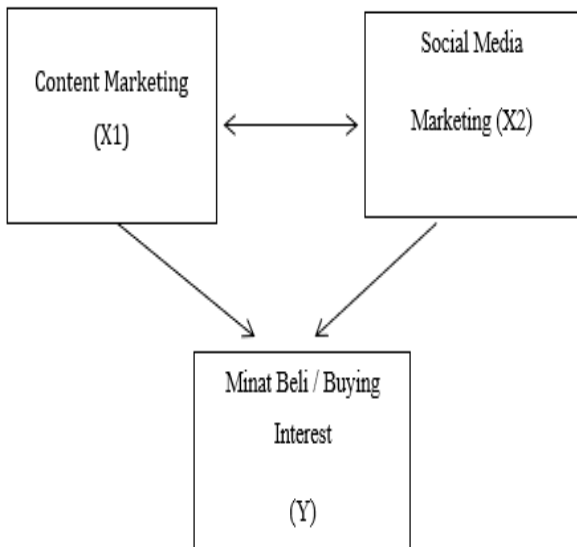 Content Marketing
(X1)
Social Media
Marketing (X2)
Minat Beli / Buying
Interest
(Y)